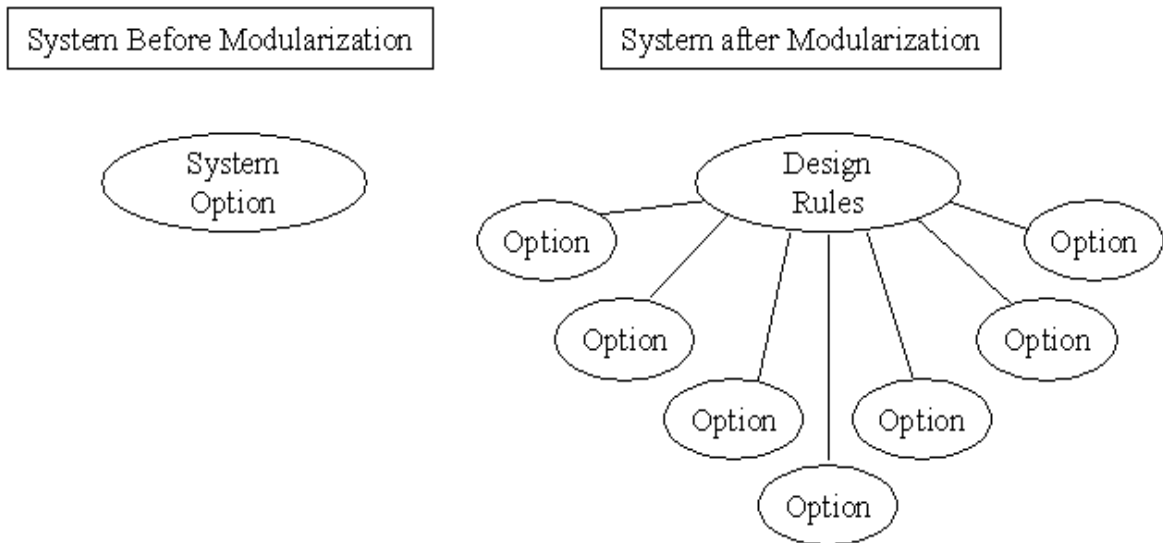 System Before Modularization
System after Modularization
System
Option
Design
Rules
Option
Option
Option
Option
Option
Option
Option